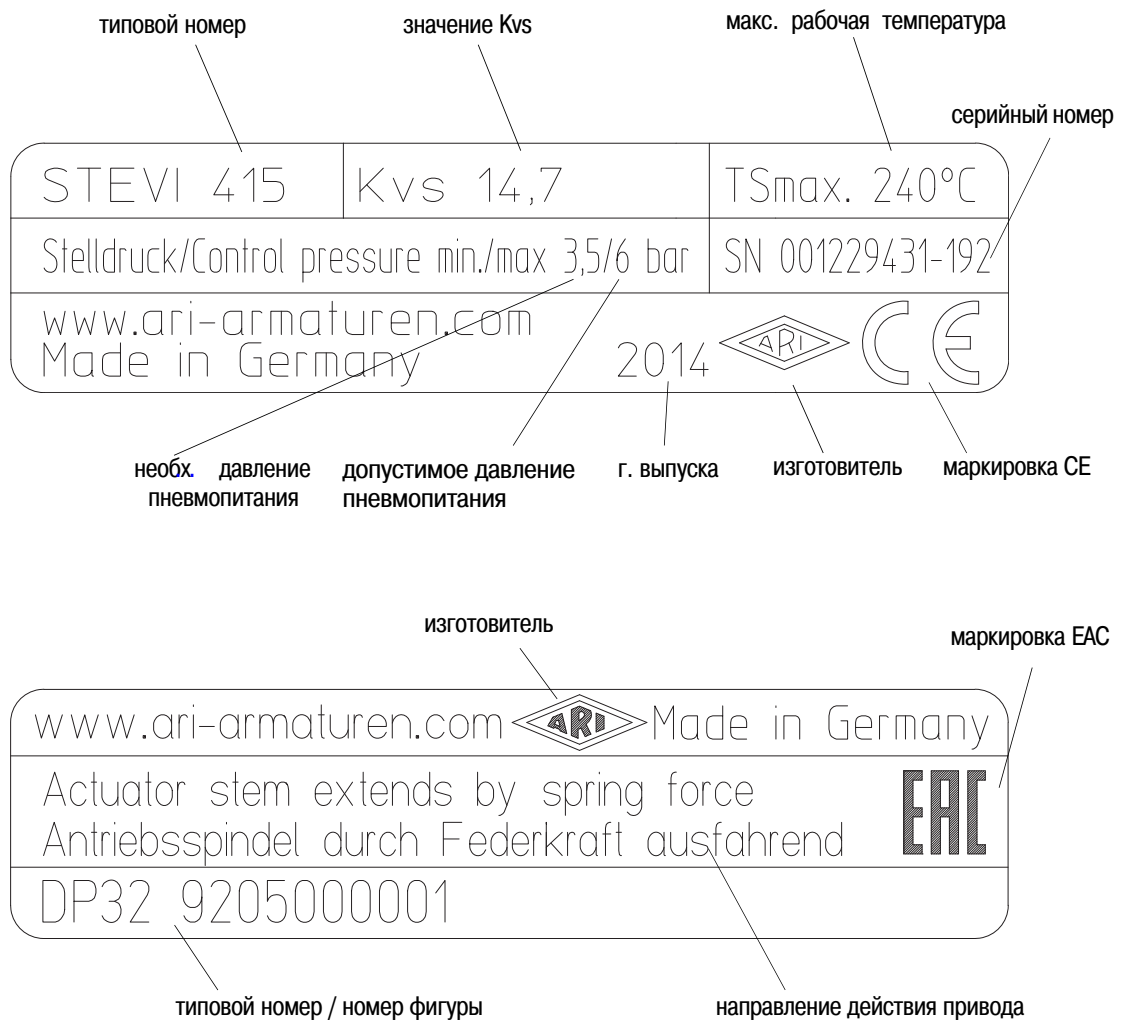 типовой номер
значение Kvs
макс. рабочая температура
серийный номер
STEVI 415
Kvs 14,7
TSmax. 240°C
Stelldruck/Control pressure min./max 3,5/6 bar
SN 001229431-192
www.ari-armaturen.com
Made in Germany
2014
ARI
CE
необх. давление
пневмопитания
допустимое давление
пневмопитания
г. выпуска
изготовитель
маркировка CE
изготовитель
маркировка EAC
www.ari-armaturen.com
ARI
Made in Germany
Actuator stem extends by spring force
Antriebsspindel durch Federkraft ausfahrend
EAC
DP32 9205000001
типовой номер / номер фигуры
направление действия привода